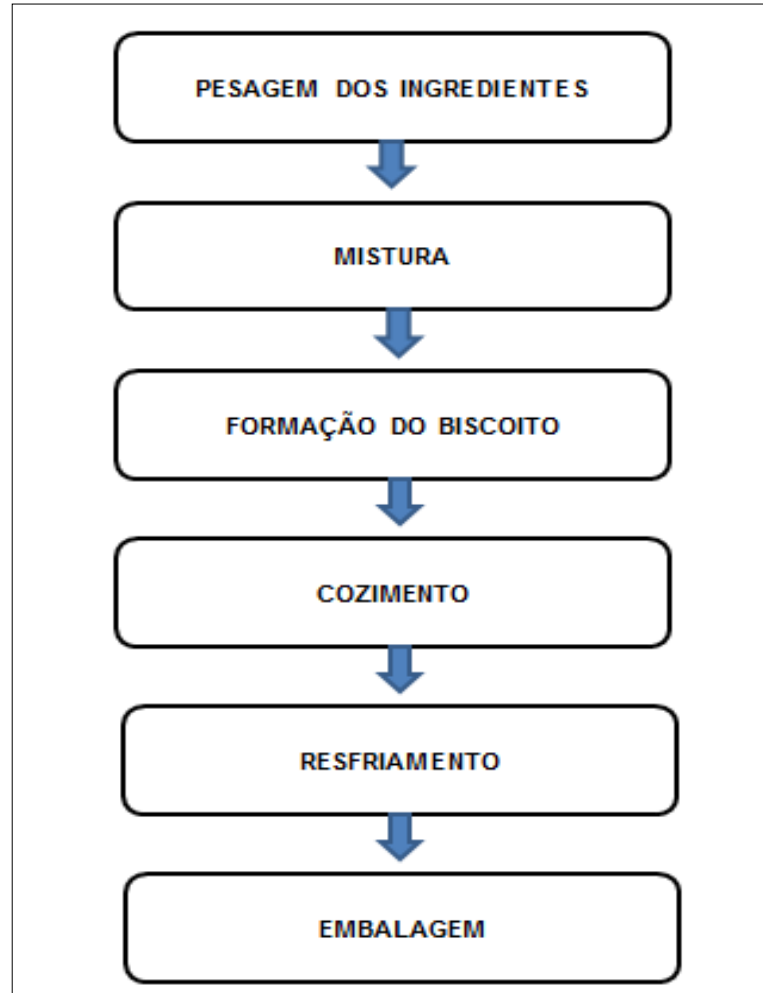 PESAGEM DOS INGREDIENTES
MISTURA
FORMAÇÃO DO BISCOITO
COZIMENTO
RESFRIAMENTO
EMBALAGEM